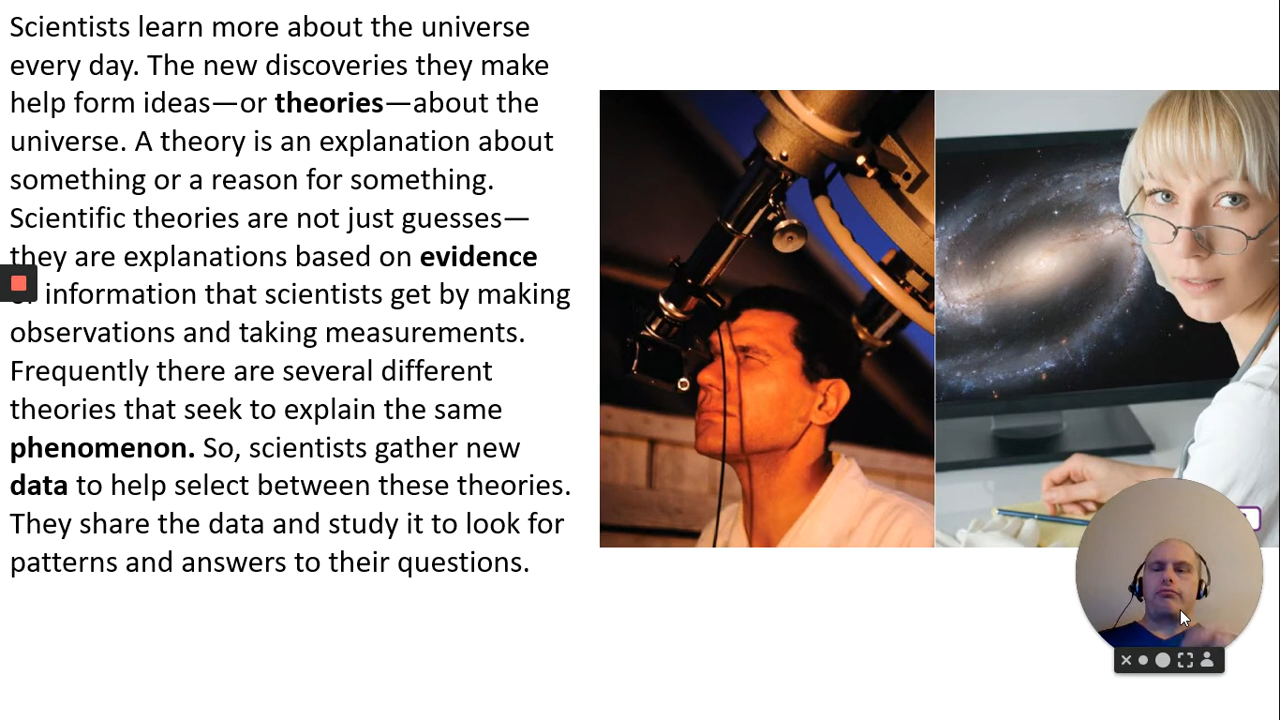 Scientists learn more about the universe
every day. The new discoveries they make
help form ideas—or theories—about the
universe. A theory is an explanation about
something or a reason for something.
Scientific theories are not just guesses—
they are explanations based on evidence
or information that scientists get by making
observations and taking measurements.
Frequently there are several different
theories that seek to explain the same
phenomenon. So, scientists gather new
data to help select between these theories.
They share the data and study it to look for
patterns and answers to their questions.